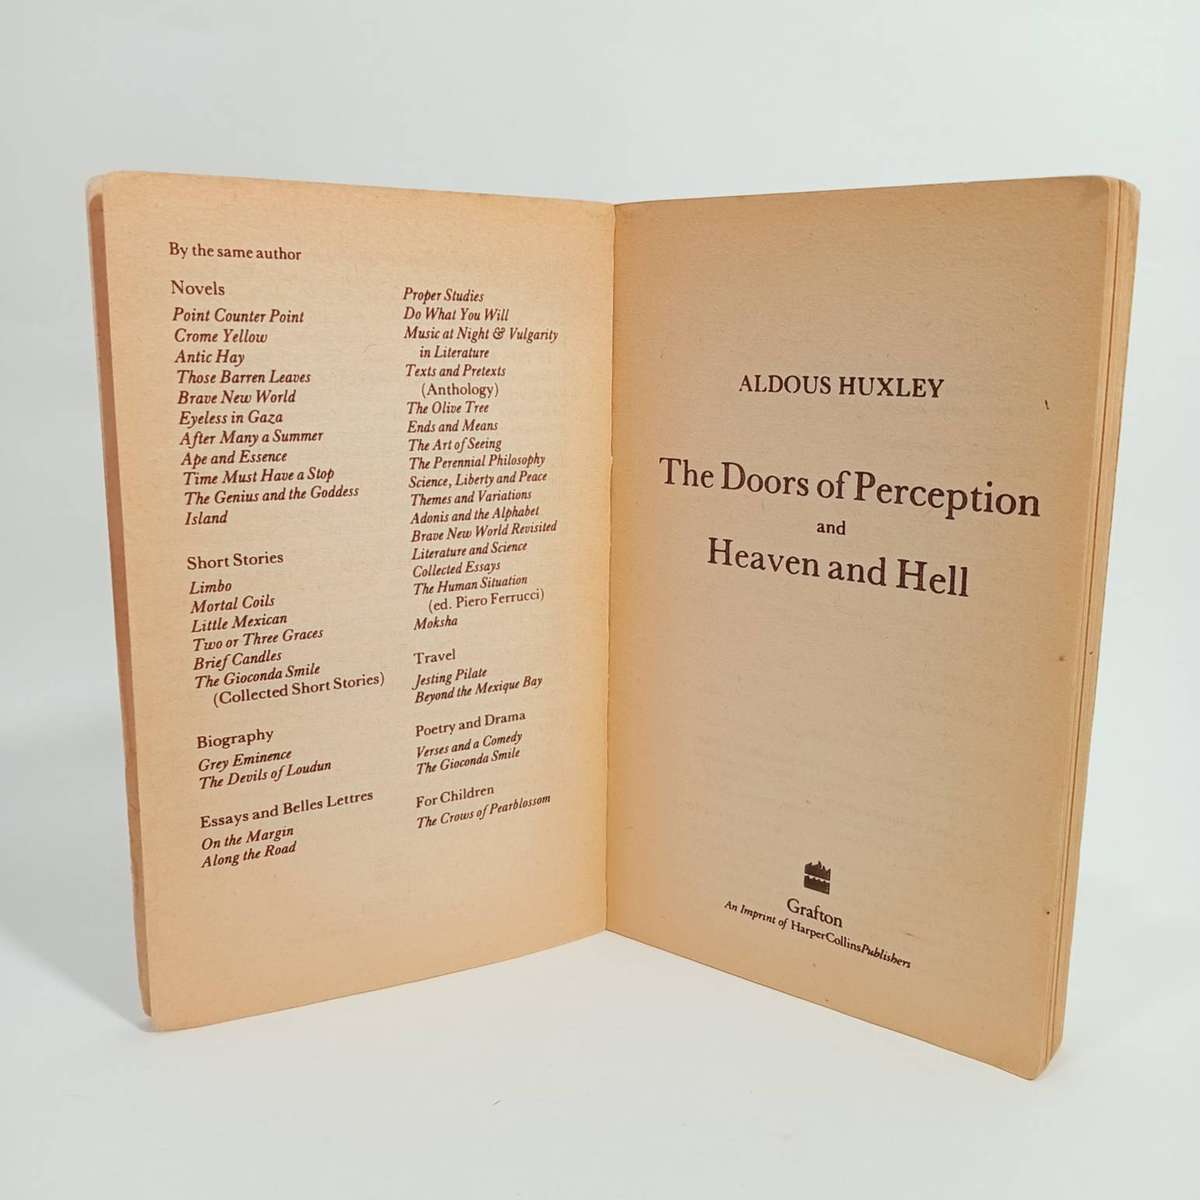 By the same author
Novels
Point Counter Point
Crome Yellow
Antic Hay
Those Barren Leaves
Brave New World
Eyeless in Gaza
After Many a Summer
Ape and Essence
Time Must Have a Stop
The Genius and the Goddess
Island
Short Stories
Limbo
Mortal Coils
Little Mexican
Two or Three Graces
Brief Candles
The Gioconda Smile
(Collected Short Stories)
Biography
Grey Eminence
The Devils of Loudun
Essays and Belles Lettres
On the Margin
Along the Road
Proper Studies
Do What You Will
Music at Night & Vulgarity
in Literature
Texts and Pretexts
(Anthology)
The Olive Tree
Ends and Means
The Art of Seeing
The Perennial Philosophy
Science, Liberty and Peace
Themes and Variations
Adonis and the Alphabet
Brave New World Revisited
Literature and Science
Collected Essays
The Human Situation
(ed. Piero Ferrucci)
Moksha
Travel
Jesting Pilate
Beyond the Mexique Bay
Poetry and Drama
Verses and a Comedy
The Gioconda Smile
For Children
The Crows of Pearblossom
ALDOUS HUXLEY
The Doors of Perception
and
Heaven and Hell
Grafton
An Imprint of HarperCollinsPublishers